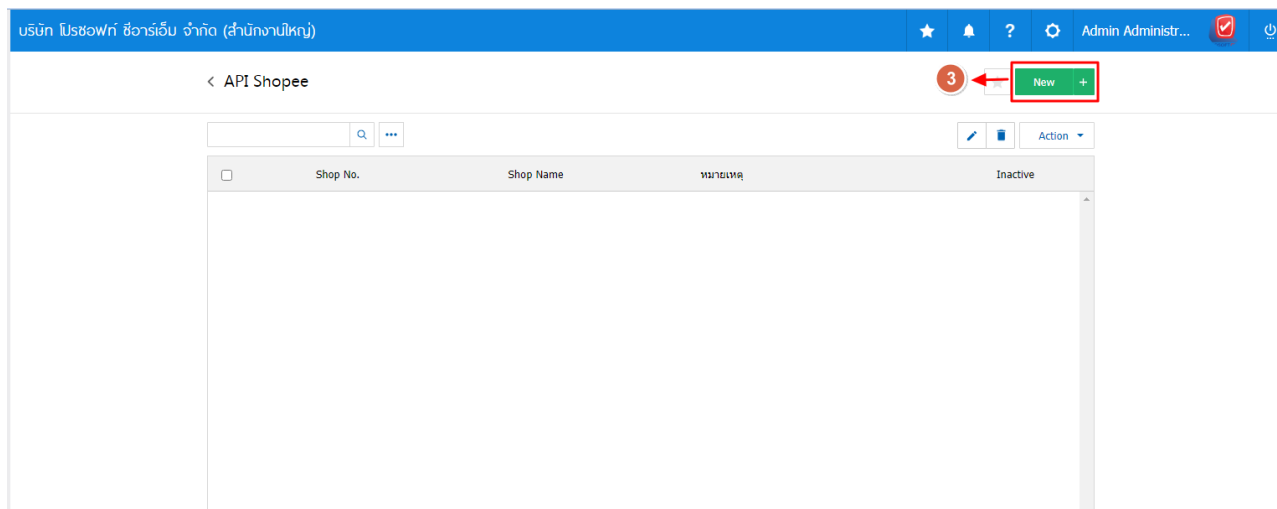 บริษัท โปรซอฟท์ ซีอาร์เอ็ม จำกัด (สำนักงานใหญ่) ? Admin Administr...
< API Shopee 3 New +
... Action
Shop No. Shop Name หมายเหตุ Inactive